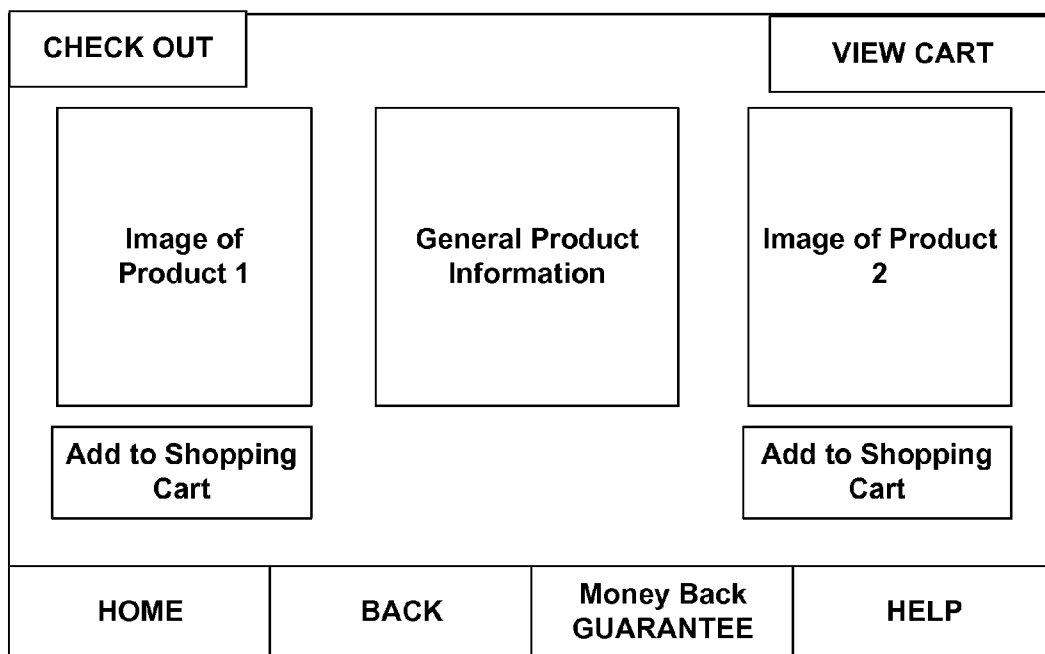 CHECK OUT
VIEW CART
Image of
Product 1
General Product
Information
Image of Product
2
Add to Shopping
Cart
Add to Shopping
Cart
HOME
BACK
Money Back
GUARANTEE
HELP